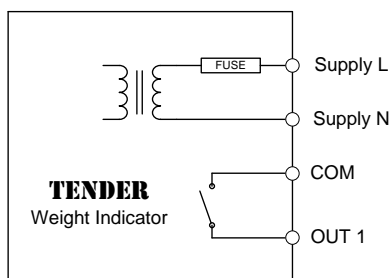 FUSE
Supply L
Supply N
COM
TENDER
Weight Indicator
OUT 1